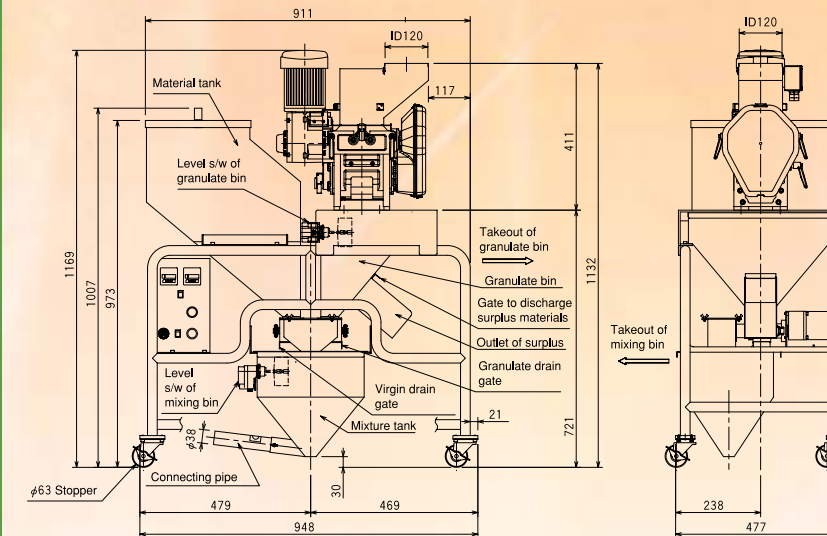 911
ID120
117
Material tank
Level s/w of
granulate bin
411
1169
1007
973
1132
Takeout of
granulate bin
Granulate bin
Gate to discharge
surplus materials
Outlet of surplus
Granulate drain
gate
Level
s/w of
mixing bin
Virgin drain
gate
Mixture tank
21
721
φ38
φ63 Stopper
Connecting pipe
30
479
469
948
ID120
Takeout of
mixing bin
238
477